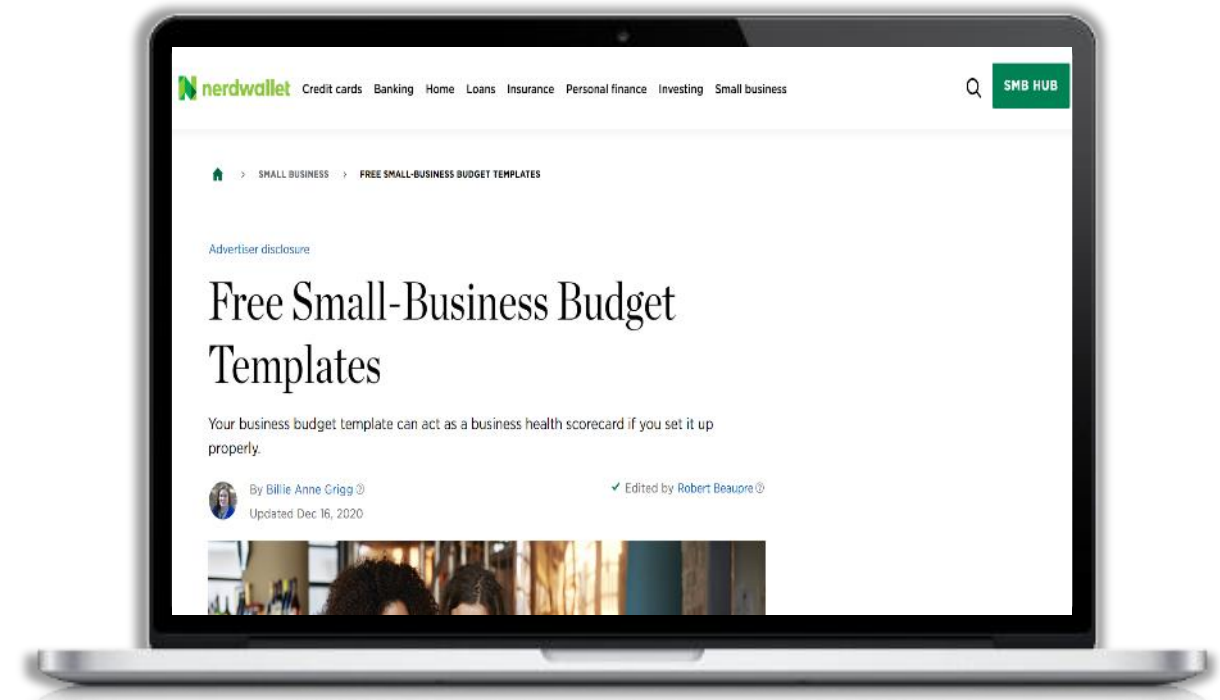 nerdwallet Credit cards Banking Home Loans Insurance Personal finance Investing Small business SMB HUB
> SMALL BUSINESS > FREE SMALL-BUSINESS BUDGET TEMPLATES
Advertiser disclosure
Free Small-Business Budget
Templates
Your business budget template can act as a business health scorecard if you set it up
properly.
By Billie Anne Grigg ✓ Edited by Robert Beaupre
Updated Dec 16, 2020